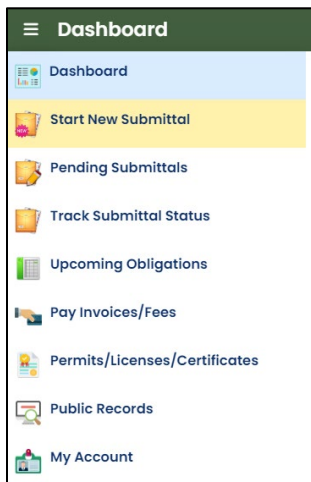 Dashboard
Dashboard
Start New Submittal
NEW
Pending Submittals
Track Submittal Status
Upcoming Obligations
Pay Invoices/Fees
Permits/Licenses/Certificates
Public Records
My Account